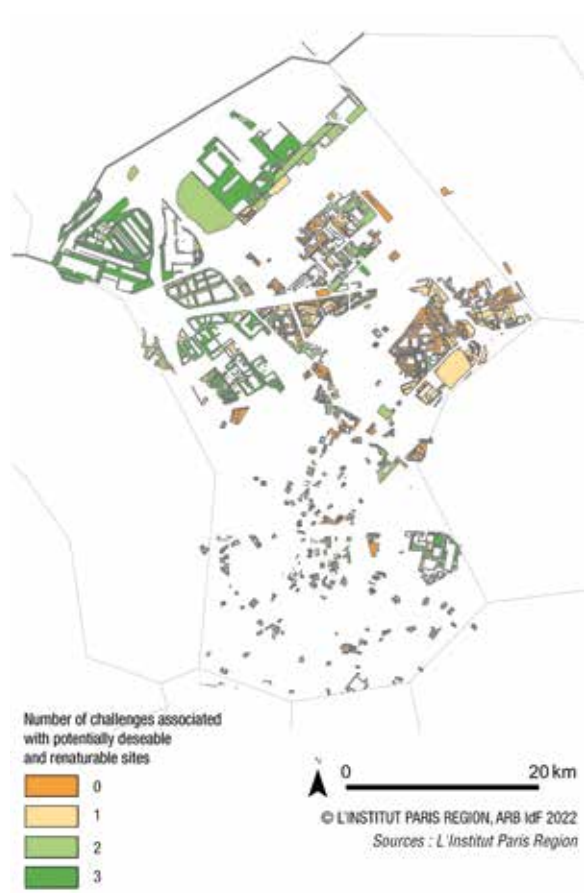 Number of challenges associated
with potentially deseable
and renaturable sites
0
1
2
3
N
0 20 km
© L'INSTITUT PARIS REGION, ARB IdF 2022
Sources : L'Institut Paris Region